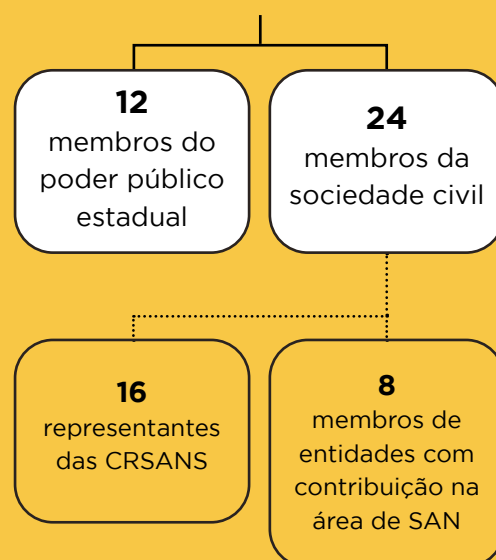 12
membros do
poder público
estadual
24
membros da
sociedade civil
16
representantes
das CRSANS
8
membros de
entidades com
contribuição na
área de SAN